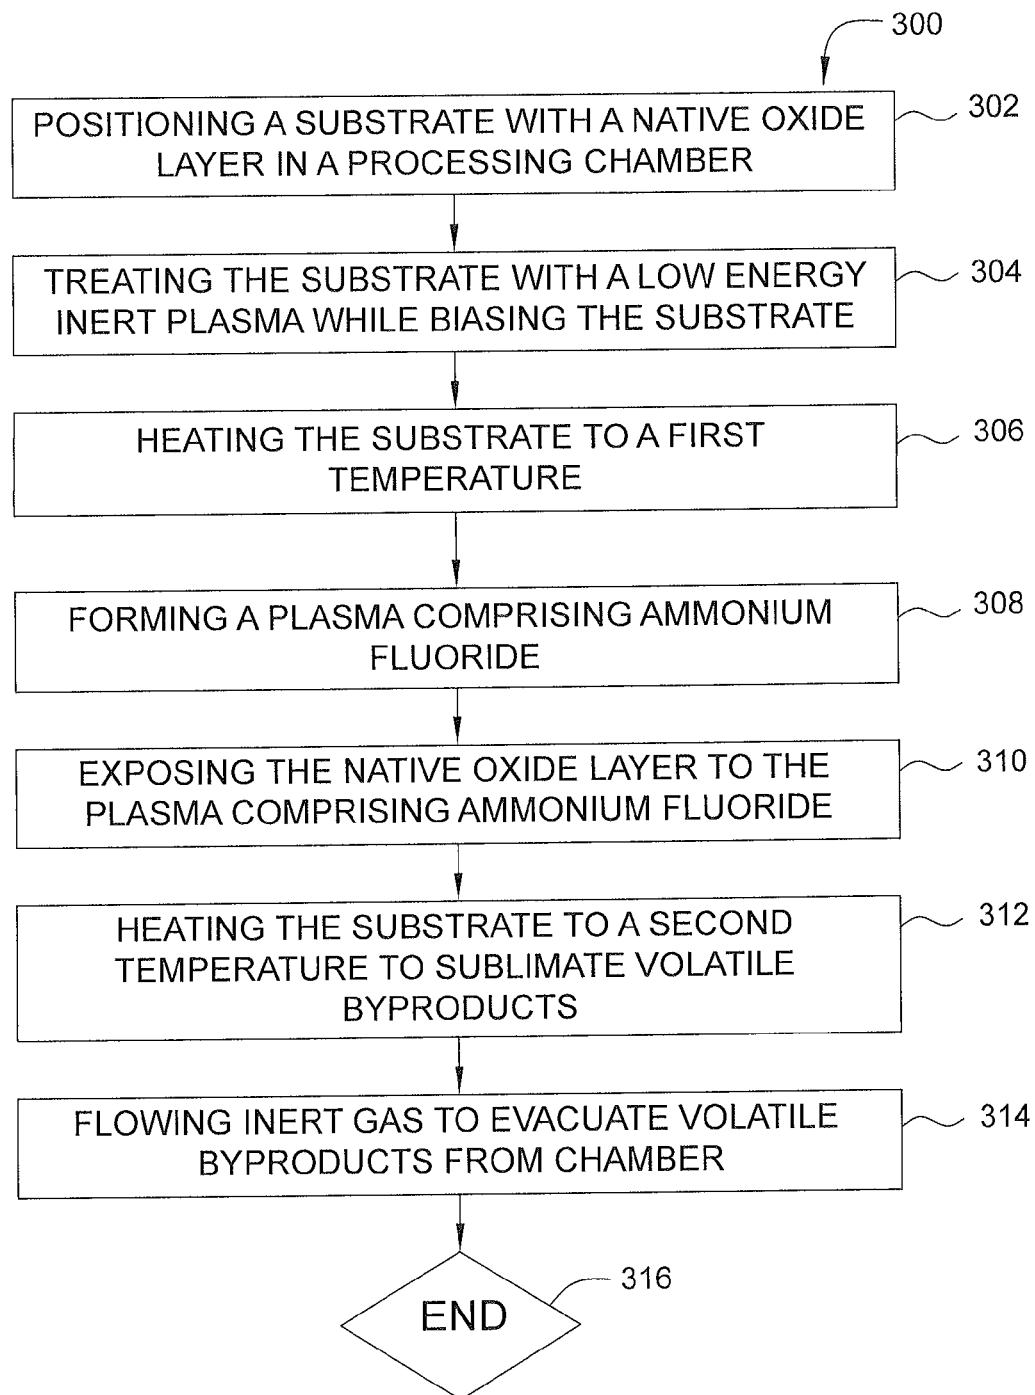 300
POSITIONING A SUBSTRATE WITH A NATIVE OXIDE
LAYER IN A PROCESSING CHAMBER
302
TREATING THE SUBSTRATE WITH A LOW ENERGY
INERT PLASMA WHILE BIASING THE SUBSTRATE
304
HEATING THE SUBSTRATE TO A FIRST
TEMPERATURE
306
FORMING A PLASMA COMPRISING AMMONIUM
FLUORIDE
308
EXPOSING THE NATIVE OXIDE LAYER TO THE
PLASMA COMPRISING AMMONIUM FLUORIDE
310
HEATING THE SUBSTRATE TO A SECOND
TEMPERATURE TO SUBLIMATE VOLATILE
BYPRODUCTS
312
FLOWING INERT GAS TO EVACUATE VOLATILE
BYPRODUCTS FROM CHAMBER
314
END
316